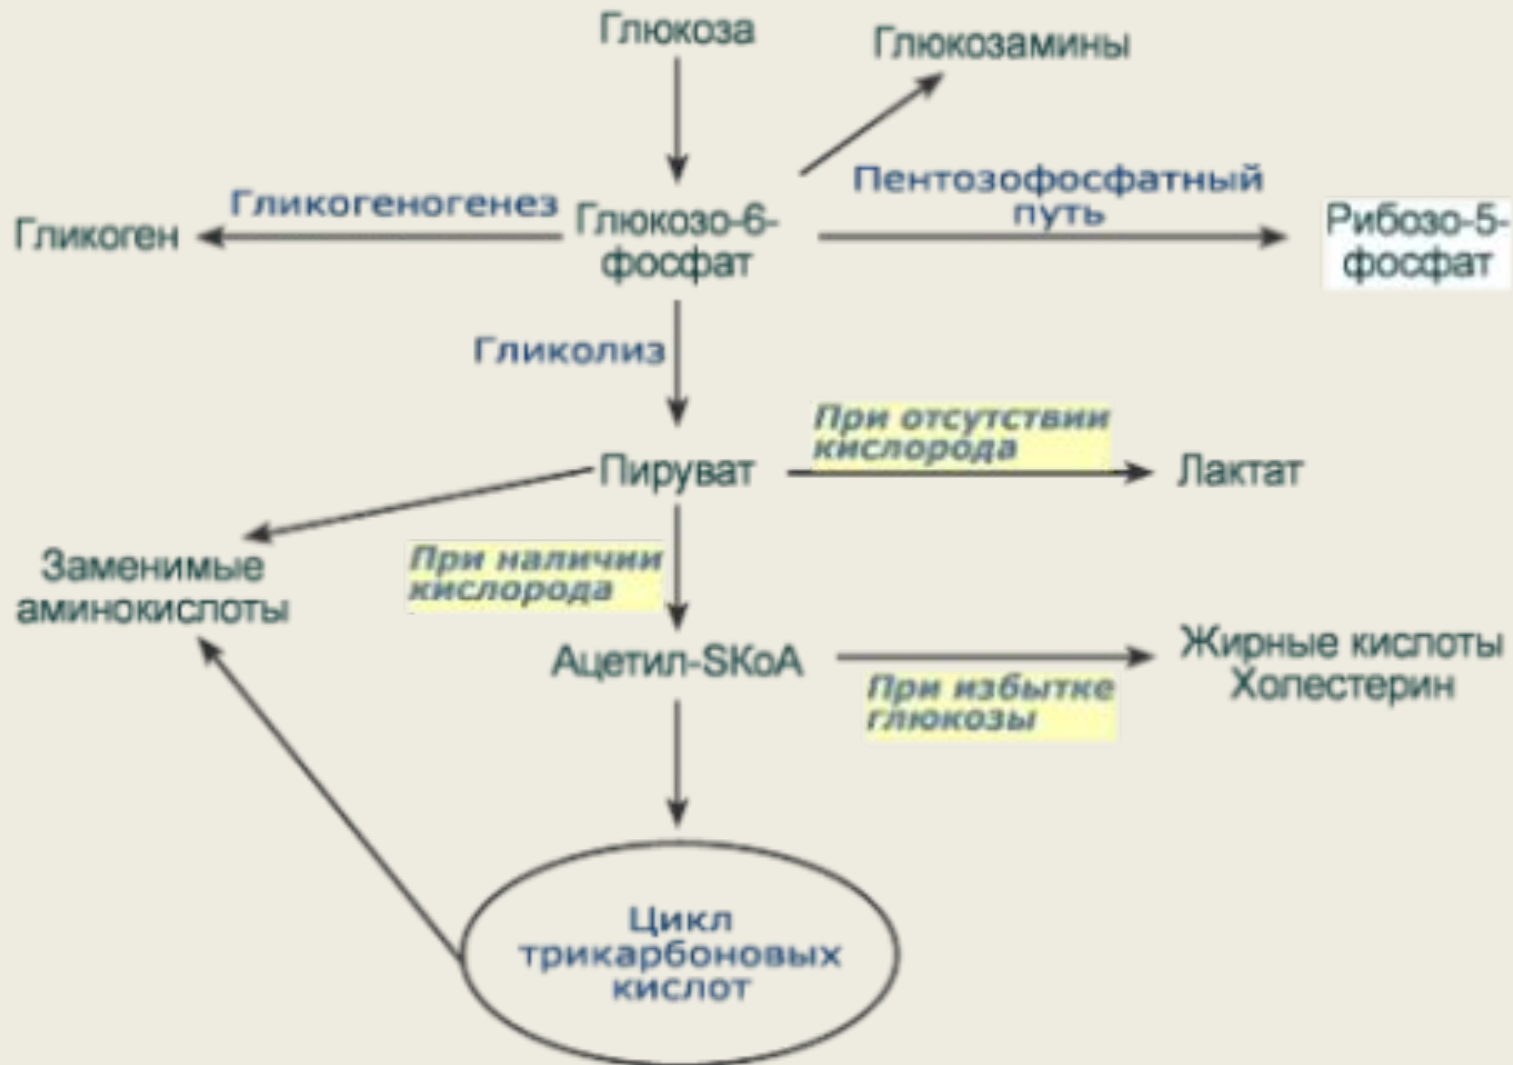 Глюкоза
Глюкозамины
Пентозофосфатный
путь
Гликогеногенез
Гликоген
Глюкозо-6-
фосфат
Рибозо-5-
фосфат
Гликолиз
При отсутствии
кислорода
Пируват
Лактат
При наличии
кислорода
Заменимые
аминокислоты
Ацетил-SКоА
Жирные кислоты
Холестерин
При избытке
глюкозы
Цикл
трикарбоновых
кислот